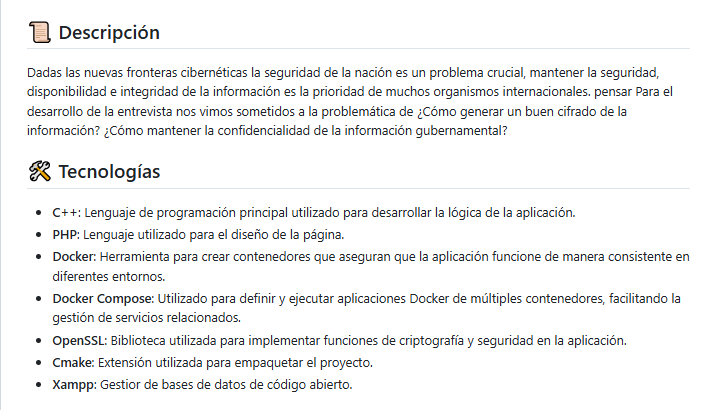 📜 Descripción
Dadas las nuevas fronteras cibernéticas la seguridad de la nación es un problema crucial, mantener la seguridad,
disponibilidad e integridad de la información es la prioridad de muchos organismos internacionales. pensar Para el
desarrollo de la entrevista nos vimos sometidos a la problemática de ¿Cómo generar un buen cifrado de la
información? ¿Cómo mantener la confidencialidad de la información gubernamental?
🛠 Tecnologías
• C++: Lenguaje de programación principal utilizado para desarrollar la lógica de la aplicación.
• PHP: Lenguaje utilizado para el diseño de la página.
• Docker: Herramienta para crear contenedores que aseguran que la aplicación funcione de manera consistente en
diferentes entornos.
• Docker Compose: Utilizado para definir y ejecutar aplicaciones Docker de múltiples contenedores, facilitando la
gestión de servicios relacionados.
• OpenSSL: Biblioteca utilizada para implementar funciones de criptografía y seguridad en la aplicación.
• Cmake: Extensión utilizada para empaquetar el proyecto.
• Xampp: Gestior de bases de datos de código abierto.